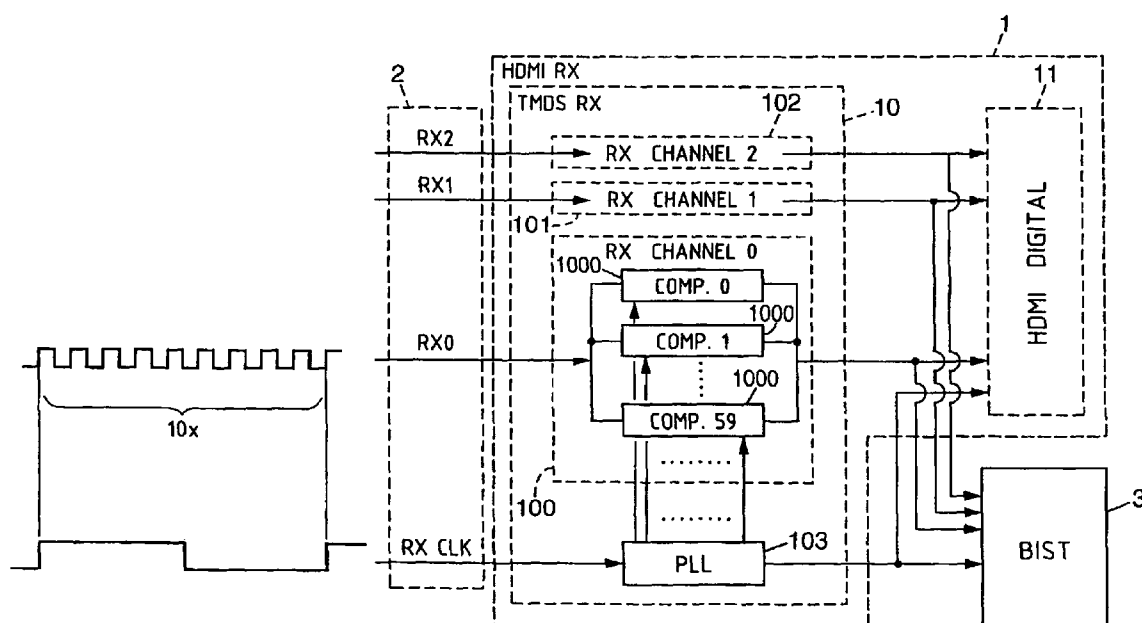 1
HDMI RX
2
TMDS RX
102
10
11
RX2
RX CHANNEL 2
RX1
RX CHANNEL 1
101
RX CHANNEL 0
1000
COMP. 0
1000
COMP. 1
RX0
1000
COMP. 59
HDMI DIGITAL
10x
100
RX CLK
PLL
103
BIST
3